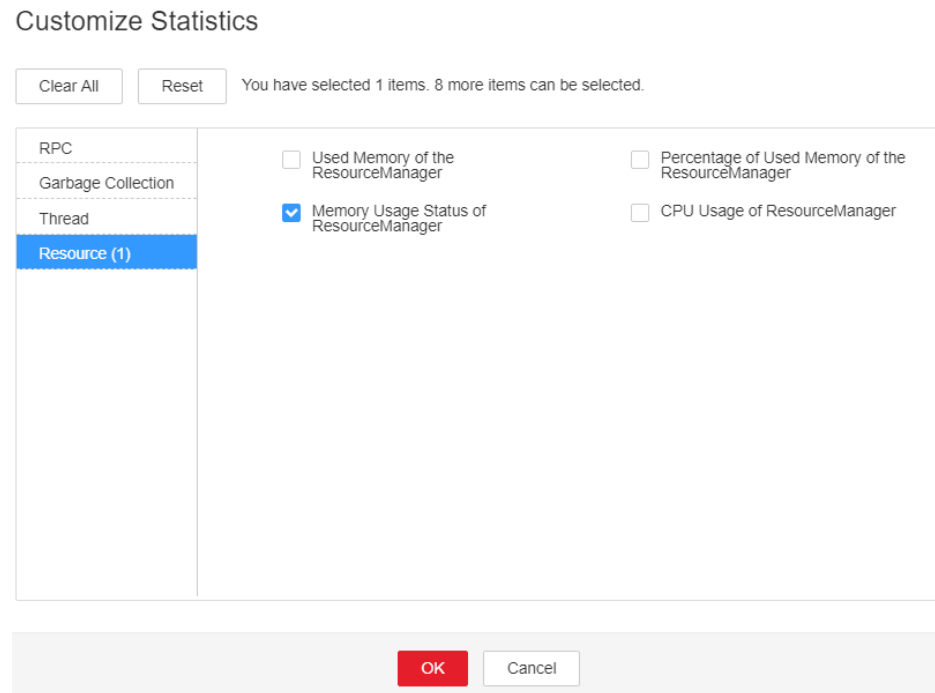 Customize Statistics
Clear All
Reset
You have selected 1 items. 8 more items can be selected.
RPC
Garbage Collection
Thread
Resource (1)
Used Memory of the
ResourceManager
Percentage of Used Memory of the
ResourceManager
Memory Usage Status of
ResourceManager
CPU Usage of ResourceManager
OK
Cancel